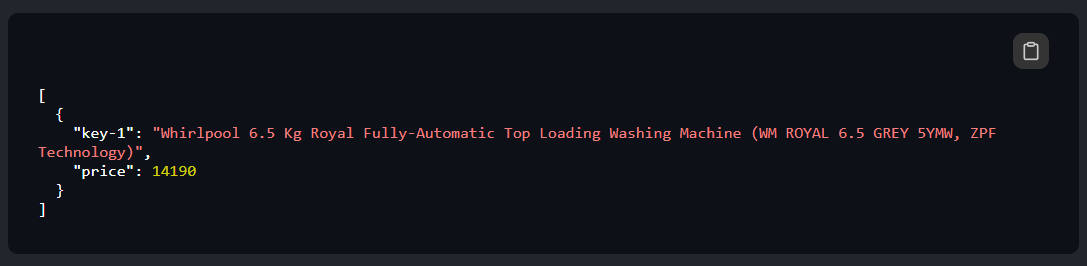 [
  {
    "key-1": "Whirlpool 6.5 Kg Royal Fully-Automatic Top Loading Washing Machine (WM ROYAL 6.5 GREY 5YMW, ZPF
Technology)",
    "price": 14190
  }
]